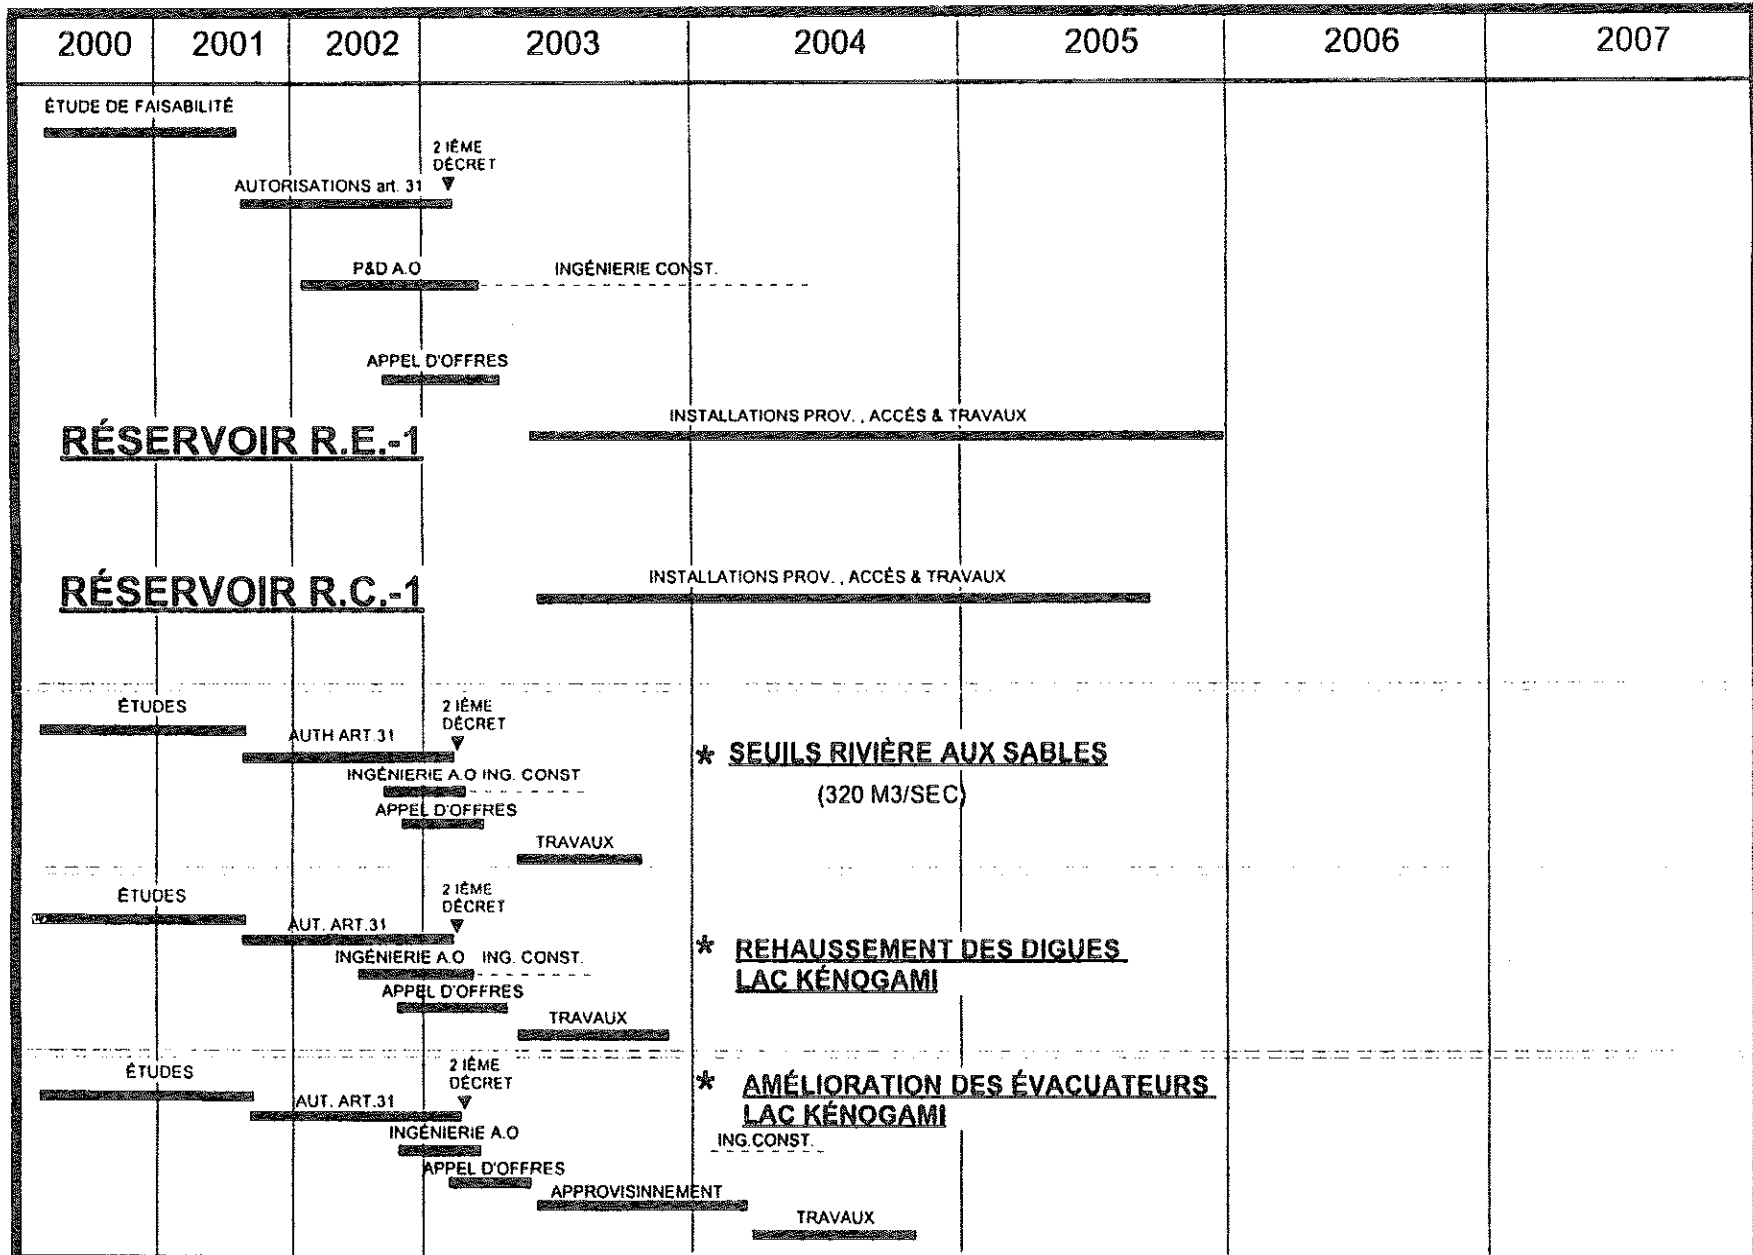 2000 2001 2002 2003 2004 2005 2006 2007
ÉTUDE DE FAISABILITÉ
2 IÈME
DÉCRET
AUTORISATIONS art. 31
P&D A.O
INGÉNIERIE CONST.
APPEL D'OFFRES
INSTALLATIONS PROV., ACCÈS & TRAVAUX
RÉSERVOIR R.E.-1
INSTALLATIONS PROV., ACCÈS & TRAVAUX
RÉSERVOIR R.C.-1
ÉTUDES
2 IÈME
DÉCRET
AUTH ART.31
* SEUILS RIVIÈRE AUX SABLES
INGÉNIERIE A.O ING. CONST
(320 M3/SEC)
APPEL D'OFFRES
TRAVAUX
ÉTUDES
2 IÈME
DÉCRET
AUT. ART.31
* REHAUSSEMENT DES DIGUES
LAC KÉNOGAMI
INGÉNIERIE A.O ING. CONST.
APPEL D'OFFRES
TRAVAUX
ÉTUDES
2 IÈME
DÉCRET
* AMÉLIORATION DES ÉVACUATEURS
LAC KÉNOGAMI
AUT. ART.31
INGÉNIERIE A.O
ING.CONST.
APPEL D'OFFRES
APPROVISINNEMENT
TRAVAUX